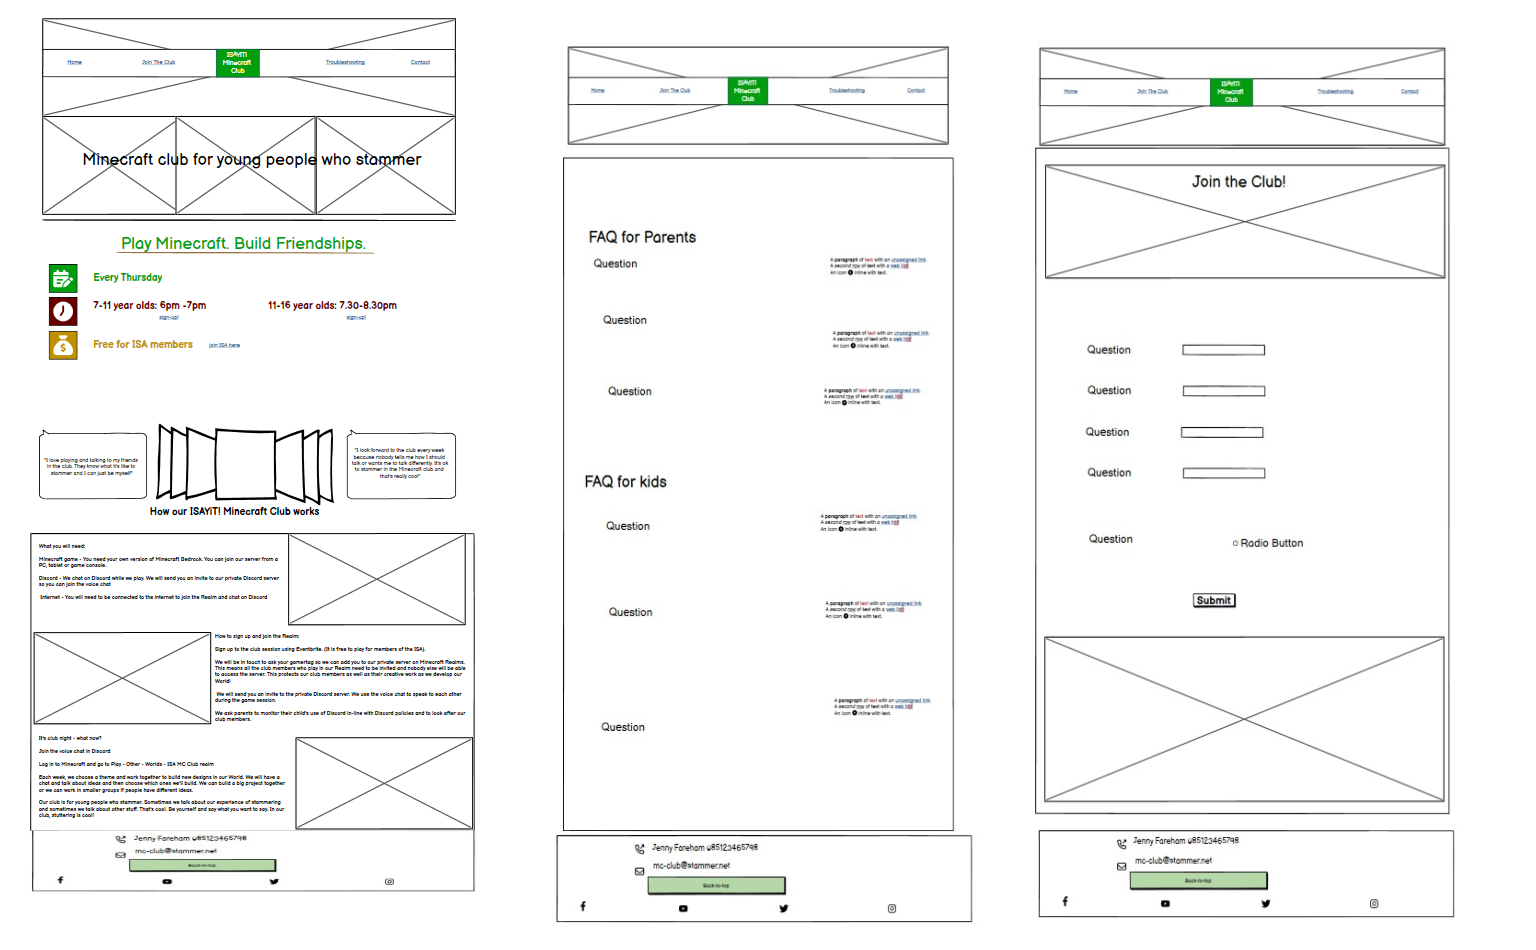 Home
Join The Club
ISAYiT!
Minecraft
Club
Troubleshooting
Contact
Minecraft club for young people who stammer
Play Minecraft. Build Friendships.
Every Thursday
7-11 year olds: 6pm -7pm
11-16 year olds: 7.30-8.30pm
sign-up!
sign-up!
Free for ISA members
join ISA here
"I love playing and talking to my friends
in the club. They know what it's like to
stammer and I can just be myself"
"I look forward to the club every week
because nobody tells me how I should
talk or wants me to talk differently. It's ok
to stammer in the Minecraft club and
that's really cool"
How our ISAYiT! Minecraft Club works
What you will need:
Minecraft game - You need your own version of Minecraft Bedrock. You can join our server from a
PC, tablet or game console.
Discord - We chat on Discord while we play. We will send you an invite to our private Discord server
so you can join the voice chat
Internet - You will need to be connected to the internet to join the Realm and chat on Discord
How to sign up and join the Realm:
Sign up to the club session using Eventbrite. (It is free to play for members of the ISA).
We will be in touch to ask your gamertag so we can add you to our private server on Minecraft Realms.
This means all the club members who play in our Realm need to be invited and nobody else will be able
to access the server. This protects our club members as well as their creative work as we develop our
World!
We will send you an invite to the private Discord server. We use the voice chat to speak to each other
during the game session.
We ask parents to monitor their child's use of Discord in-line with Discord policies and to look after our
club members.
It's club night - what now?
Join the voice chat in Discord
Log in to Minecraft and go to Play - Other - Worlds - ISA MC Club realm
Each week, we choose a theme and work together to build new designs in our World. We will have a
chat and talk about ideas and then choose which ones we'll build. We can build a big project together
or we can work in smaller groups if people have different ideas.
Our club is for young people who stammer. Sometimes we talk about our experience of stammering
and sometimes we talk about other stuff. That's cool. Be yourself and say what you want to say. In our
club, stuttering is cool!
Jenny Fareham 085123465798
mc-club@stammer.net
Back-to-top
Home
Join The Club
ISAYiT!
Minecraft
Club
Troubleshooting
Contact
FAQ for Parents
Question
A paragraph of text with an unassigned link.
A second row of text with a web link
An icon inline with text.
Question
A paragraph of text with an unassigned link.
A second row of text with a web link
An icon inline with text.
Question
A paragraph of text with an unassigned link.
A second row of text with a web link
An icon inline with text.
FAQ for kids
Question
A paragraph of text with an unassigned link.
A second row of text with a web link
An icon inline with text.
Question
A paragraph of text with an unassigned link.
A second row of text with a web link
An icon inline with text.
A paragraph of text with an unassigned link.
A second row of text with a web link
An icon inline with text.
Question
Jenny Fareham 085123465798
mc-club@stammer.net
Back-to-top
Home
Join The Club
ISAYiT!
Minecraft
Club
Troubleshooting
Contact
Join the Club!
Question
Question
Question
Question
Question
Radio Button
Submit
Jenny Fareham 085123465798
mc-club@stammer.net
Back-to-top